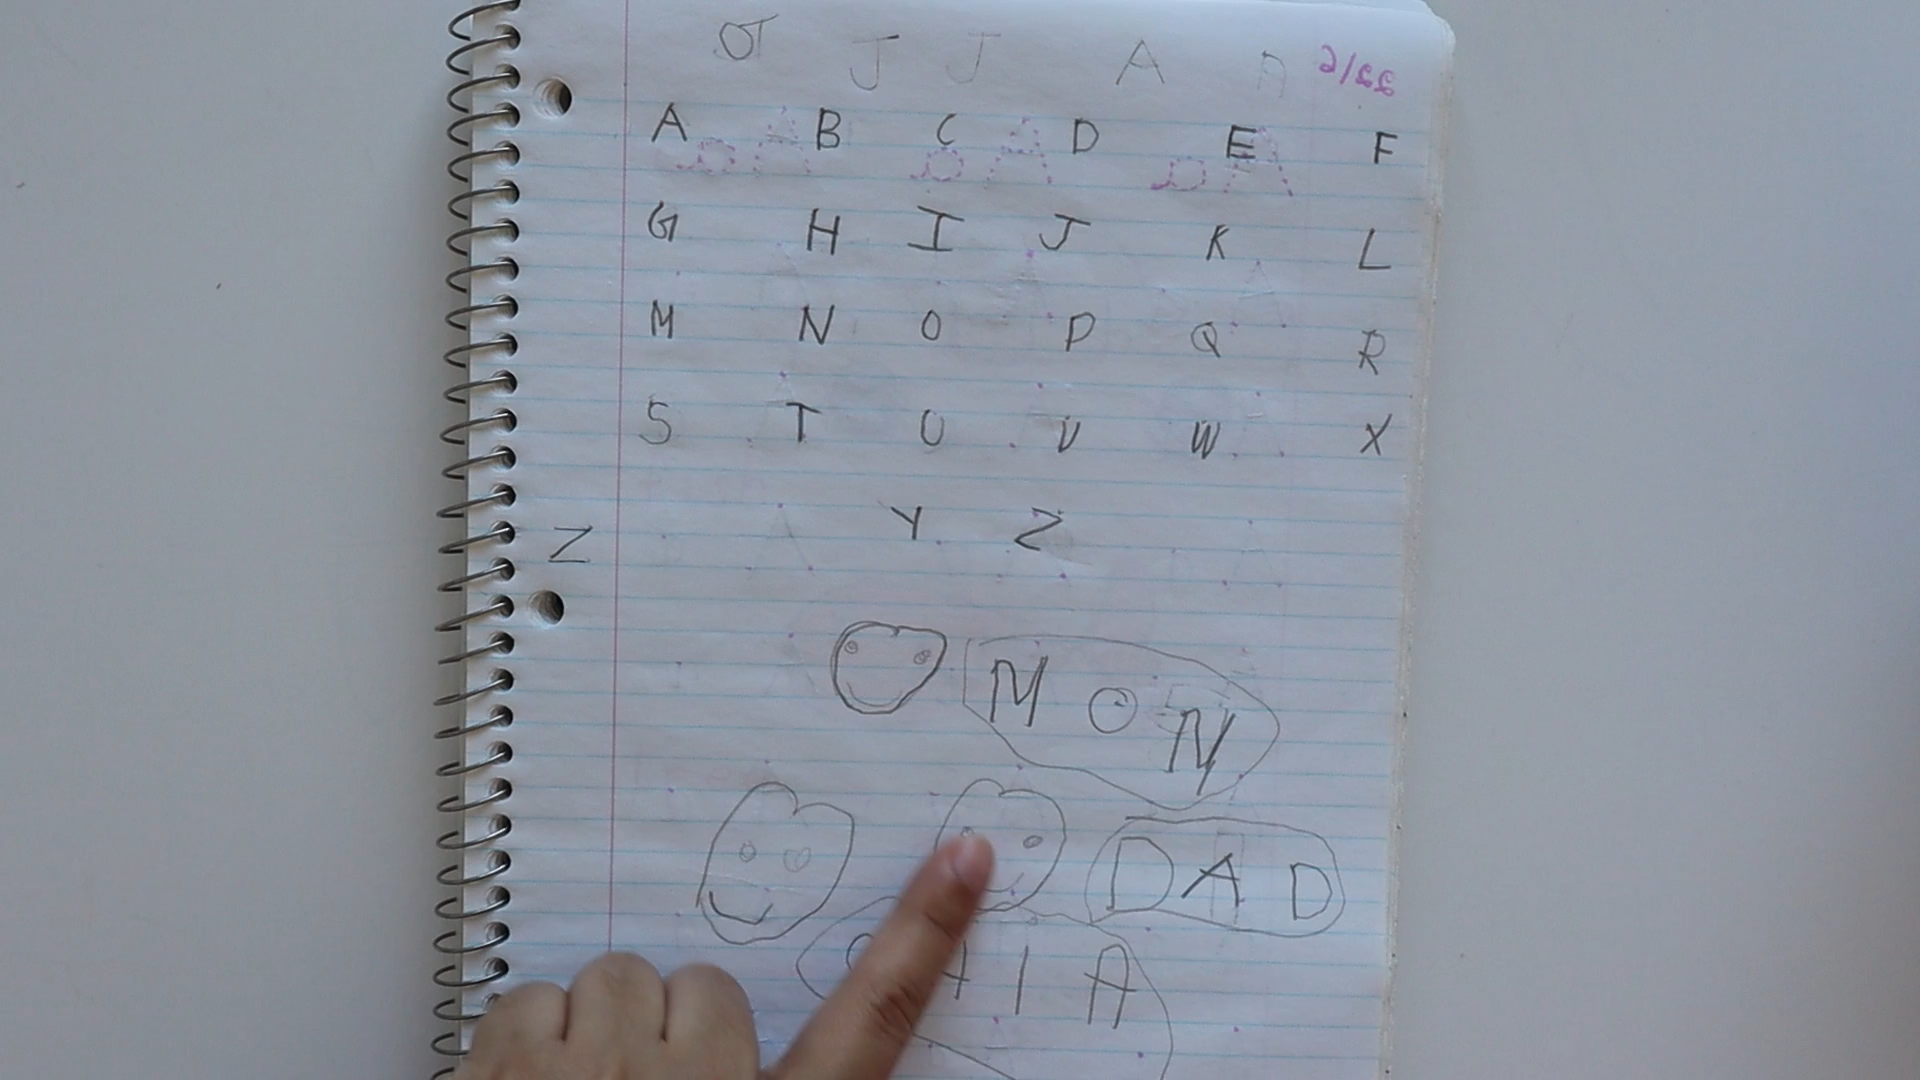 J J A A
A B C D E F
G H I J K L
M N O P Q R
S T U V W X
Z Y Z
MON
DAD